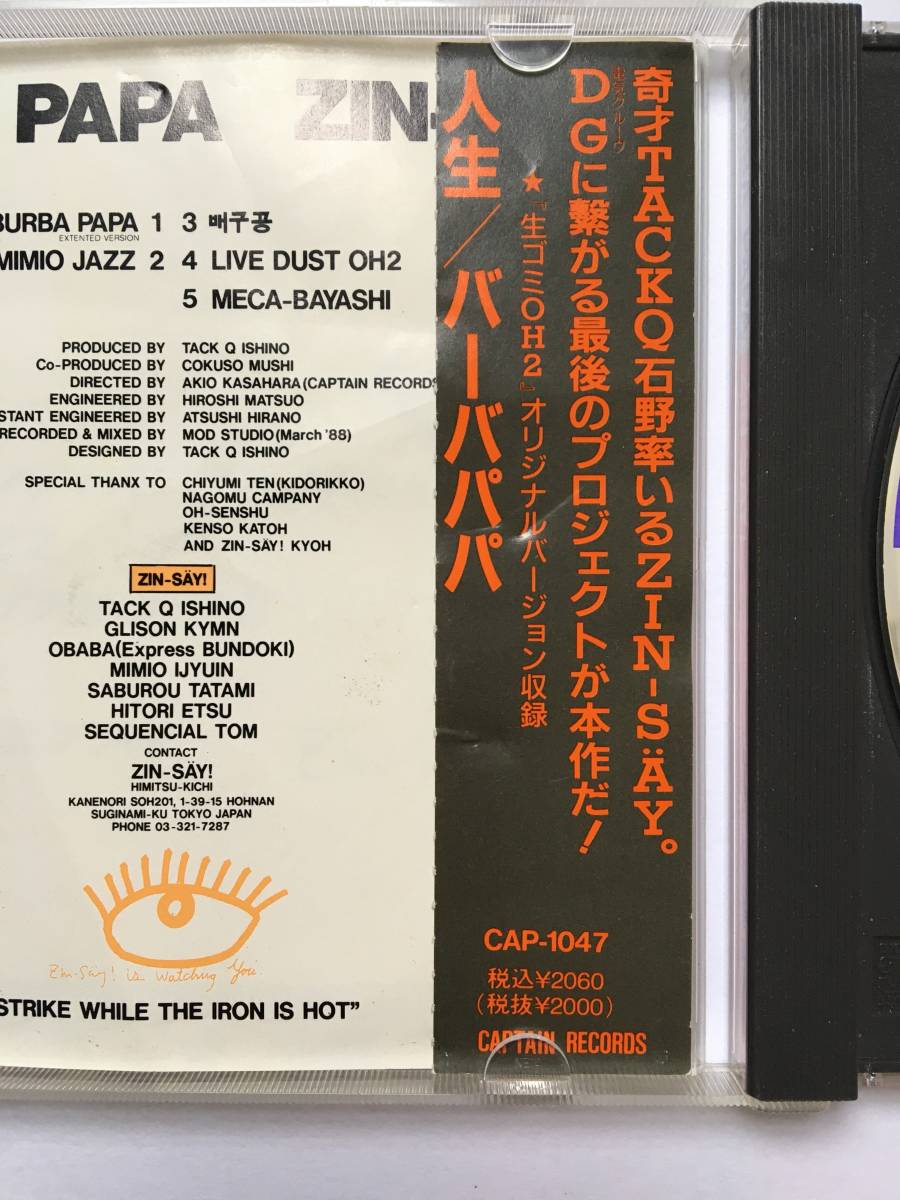 PAPA ZIN-
BURBA PAPA 1
EXTENTED VERSION
MIMIO JAZZ 2
3 배구공
4 LIVE DUST OH2
5 MECA-BAYASHI
PRODUCED BY TACK Q ISHINO
Co-PRODUCED BY COKUSO MUSHI
DIRECTED BY AKIO KASAHARA (CAPTAIN RECORDS
ENGINEERED BY HIROSHI MATSUO
STANT ENGINEERED BY ATSUSHI HIRANO
RECORDED & MIXED BY MOD STUDIO (March '88)
DESIGNED BY TACK Q ISHINO
SPECIAL THANX TO CHIYUMI TEN (KIDORIKKO)
NAGOMU CAMPANY
OH-SENSHU
KENSO KATOH
AND ZIN-SÄY! KYOH
ZIN-SÄY!
TACK Q ISHINO
GLISON KYMN
OBABA (Express BUNDOKI)
MIMIO IJYUIN
SABUROU TATAMI
HITORI ETSU
SEQUENCIAL TOM
CONTACT
ZIN-SÄY!
HIMITSU-KICHI
KANENORI SOH201, 1-39-15 HOHNAN
SUGINAMI-KU TOKYO JAPAN
PHONE 03-321-7287
Zin-Say! is Watching You.
STRIKE WHILE THE IRON IS HOT"
奇才TACKQ石野率いるZIN-SÄY。
電気グルーヴ
DGに繋がる最後のプロジェクトが本作だ!
★『生ゴミOH2』オリジナルバージョン収録
人生/バーバパパ
CAP-1047
税込¥2060
(税抜¥2000)
CAPTAIN RECORDS